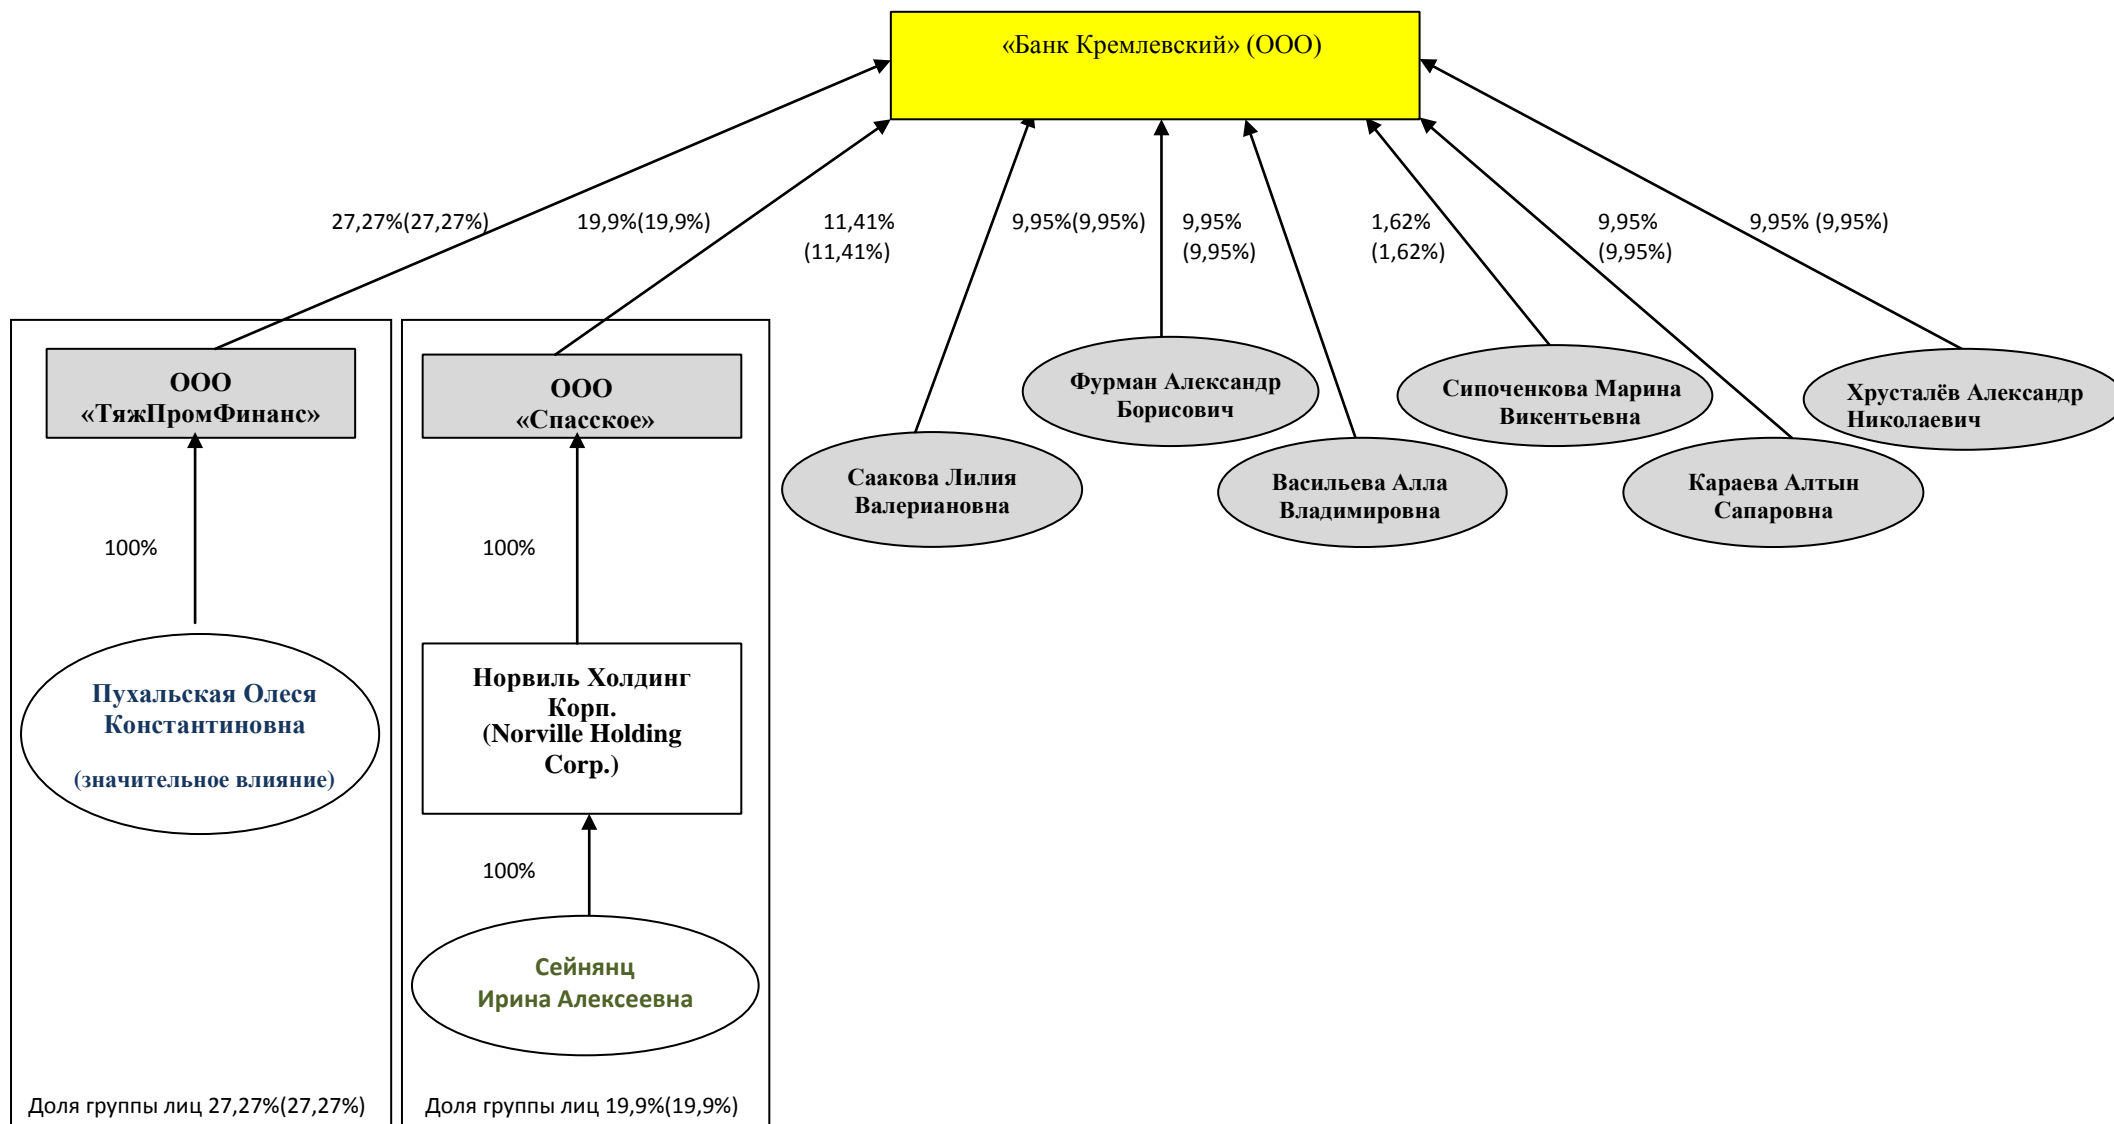 «Банк Кремлевский» (ООО)
27,27%(27,27%)
19,9%(19,9%)
11,41%
(11,41%)
9,95%(9,95%)
9,95%
(9,95%)
1,62%
(1,62%)
9,95%
(9,95%)
9,95% (9,95%)
ООО
«ТяжПромФинанс»
ООО
«Спасское»
Фурман Александр
Борисович
Сипоченкова Марина
Викентьевна
Хрусталёв Александр
Николаевич
Саакова Лилия
Валериановна
Васильева Алла
Владимировна
Караева Алтын
Сапаровна
100%
100%
Пухальская Олеся
Константиновна
(значительное влияние)
Норвиль Холдинг
Корп.
(Norville Holding
Corp.)
100%
Сейнянц
Ирина Алексеевна
Доля группы лиц 27,27%(27,27%)
Доля группы лиц 19,9%(19,9%)